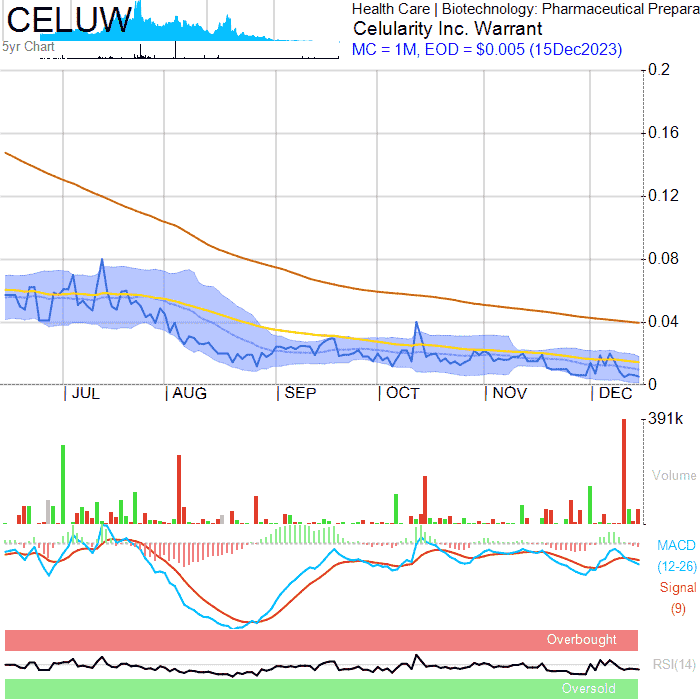 CELUW
5yr Chart
Health Care | Biotechnology: Pharmaceutical Prepara
Celularity Inc. Warrant
MC = 1M, EOD = $0.005 (15Dec2023)
0.2
0.16
0.12
0.08
0.04
0
JUL AUG SEP OCT NOV DEC
391k
Volume
MACD
(12-26)
Signal
(9)
Overbought
RSI(14)
Oversold